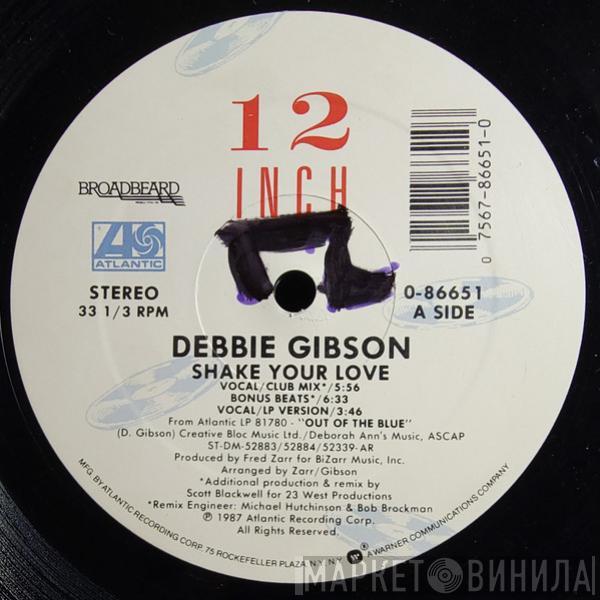 12
INCH
BROADBEARD
ATLANTIC
0 7567-86651-0
STEREO
33 1/3 RPM
0-86651
A SIDE
DEBBIE GIBSON
SHAKE YOUR LOVE
VOCAL/CLUB MIX*/5:56
BONUS BEATS*/6:33
VOCAL/LP VERSION/3:46
From Atlantic LP 81780 - "OUT OF THE BLUE"
(D. Gibson) Creative Bloc Music Ltd./Deborah Ann's Music, ASCAP
ST-DM-52883/52884/52339-AR
Produced by Fred Zarr for BiZarr Music, Inc.
Arranged by Zarr/Gibson
*Additional production & remix by
Scott Blackwell for 23 West Productions
*Remix Engineer: Michael Hutchinson & Bob Brockman
℗ 1987 Atlantic Recording Corp.
All Rights Reserved.
MFG. BY ATLANTIC RECORDING CORP. 75 ROCKEFELLER PLAZA, N.Y., N.Y. ® A WARNER COMMUNICATIONS COMPANY
МАРКЕТ ВИНИЛА